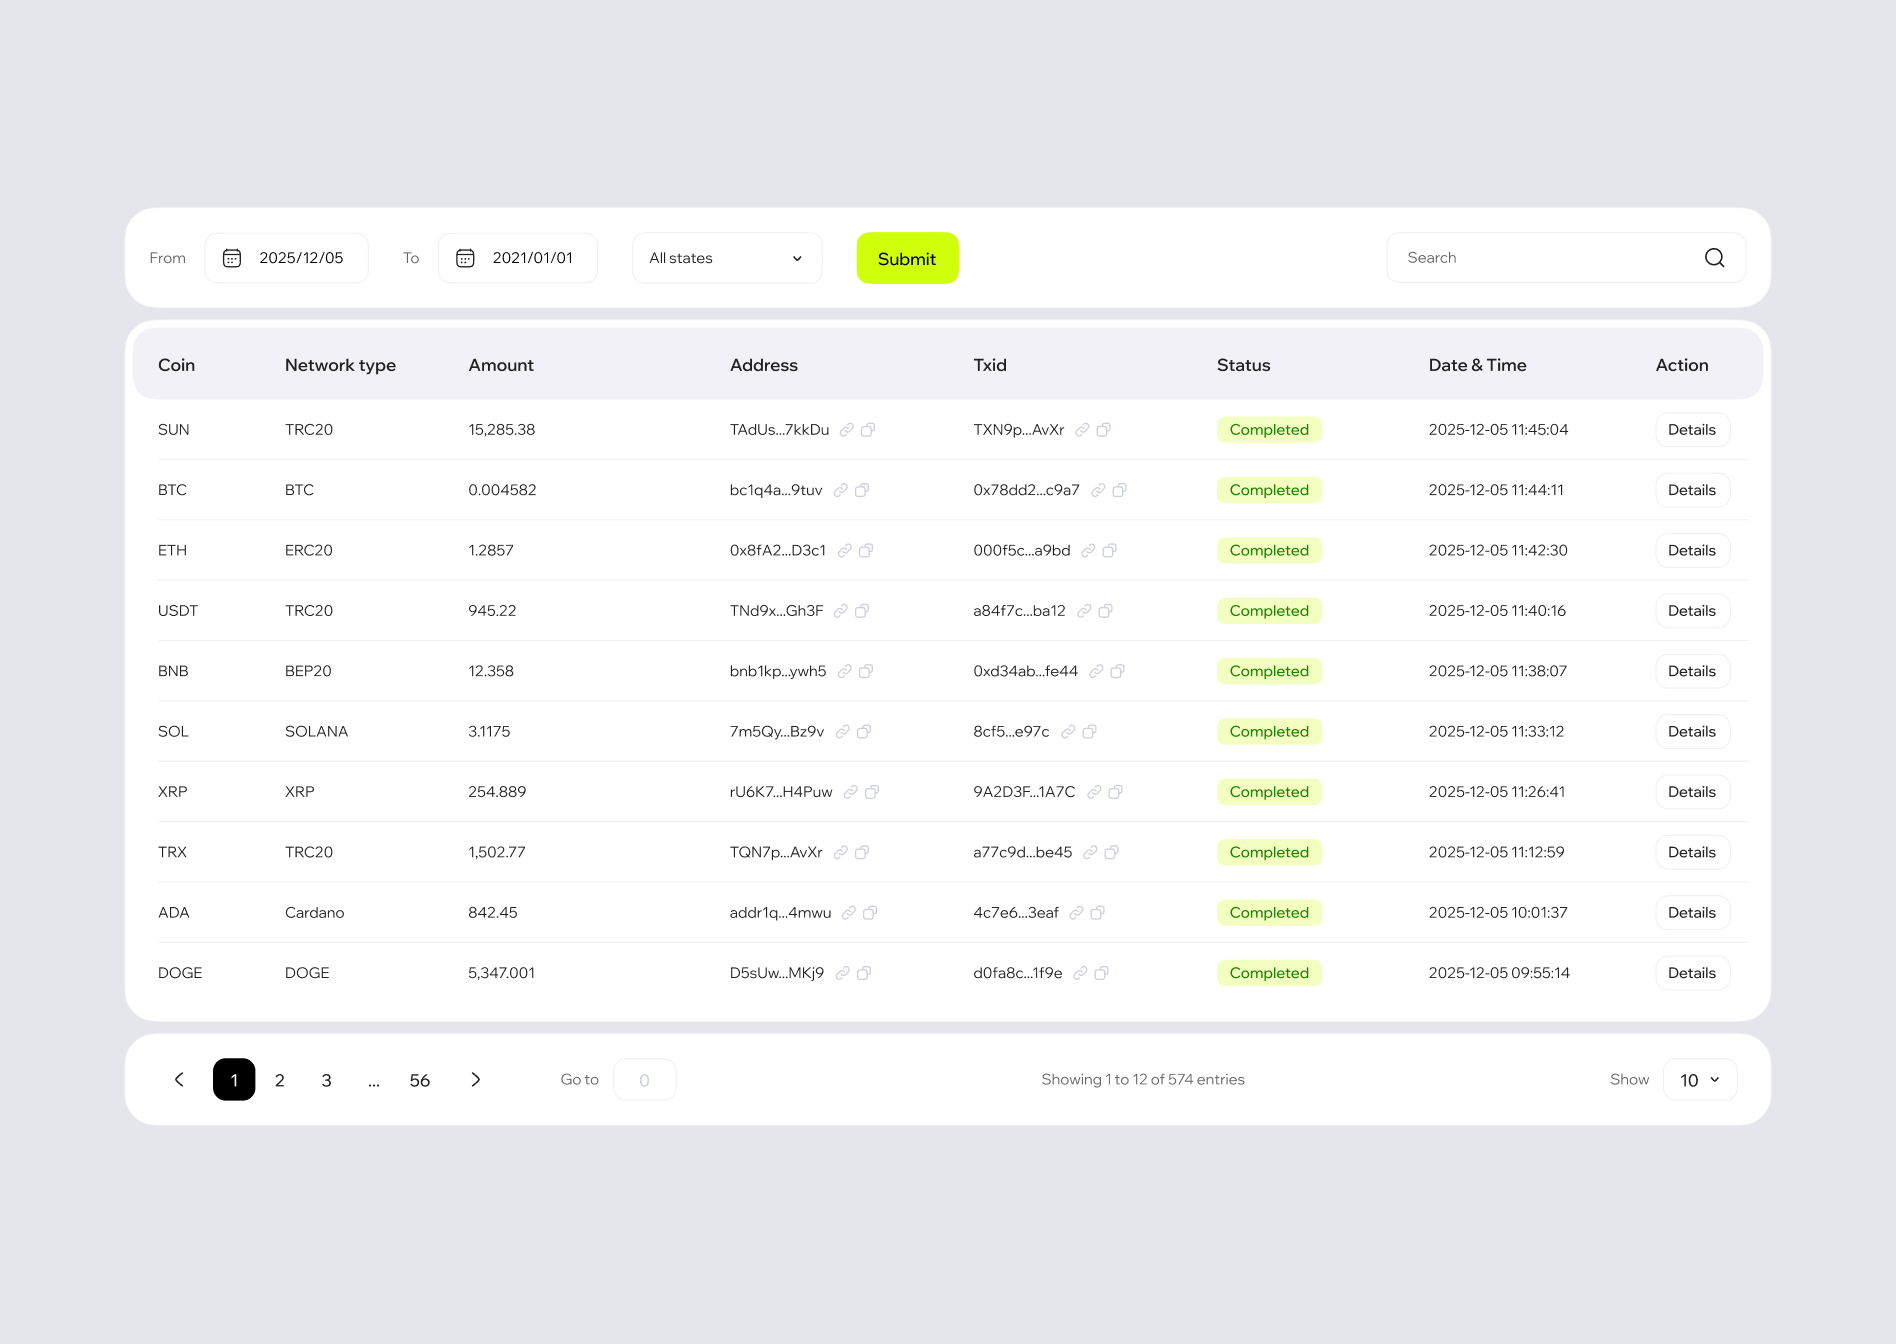 From 2025/12/05 To 2021/01/01 All states Submit Search
Coin Network type Amount Address Txid Status Date & Time Action
SUN TRC20 15,285.38 TAdUs...7kkDu TXN9p...AvXr Completed 2025-12-05 11:45:04 Details
BTC BTC 0.004582 bc1q4a...9tuv 0x78dd2...c9a7 Completed 2025-12-05 11:44:11 Details
ETH ERC20 1.2857 0x8fA2...D3c1 000f5c...a9bd Completed 2025-12-05 11:42:30 Details
USDT TRC20 945.22 TNd9x...Gh3F a84f7c...ba12 Completed 2025-12-05 11:40:16 Details
BNB BEP20 12.358 bnb1kp...ywh5 0xd34ab...fe44 Completed 2025-12-05 11:38:07 Details
SOL SOLANA 3.1175 7m5Qy...Bz9v 8cf5...e97c Completed 2025-12-05 11:33:12 Details
XRP XRP 254.889 rU6K7...H4Puw 9A2D3F...1A7C Completed 2025-12-05 11:26:41 Details
TRX TRC20 1,502.77 TQN7p...AvXr a77c9d...be45 Completed 2025-12-05 11:12:59 Details
ADA Cardano 842.45 addr1q...4mwu 4c7e6...3eaf Completed 2025-12-05 10:01:37 Details
DOGE DOGE 5,347.001 D5sUw...MKj9 d0fa8c...1f9e Completed 2025-12-05 09:55:14 Details
1 2 3 ... 56 Go to 0 Showing 1 to 12 of 574 entries Show 10